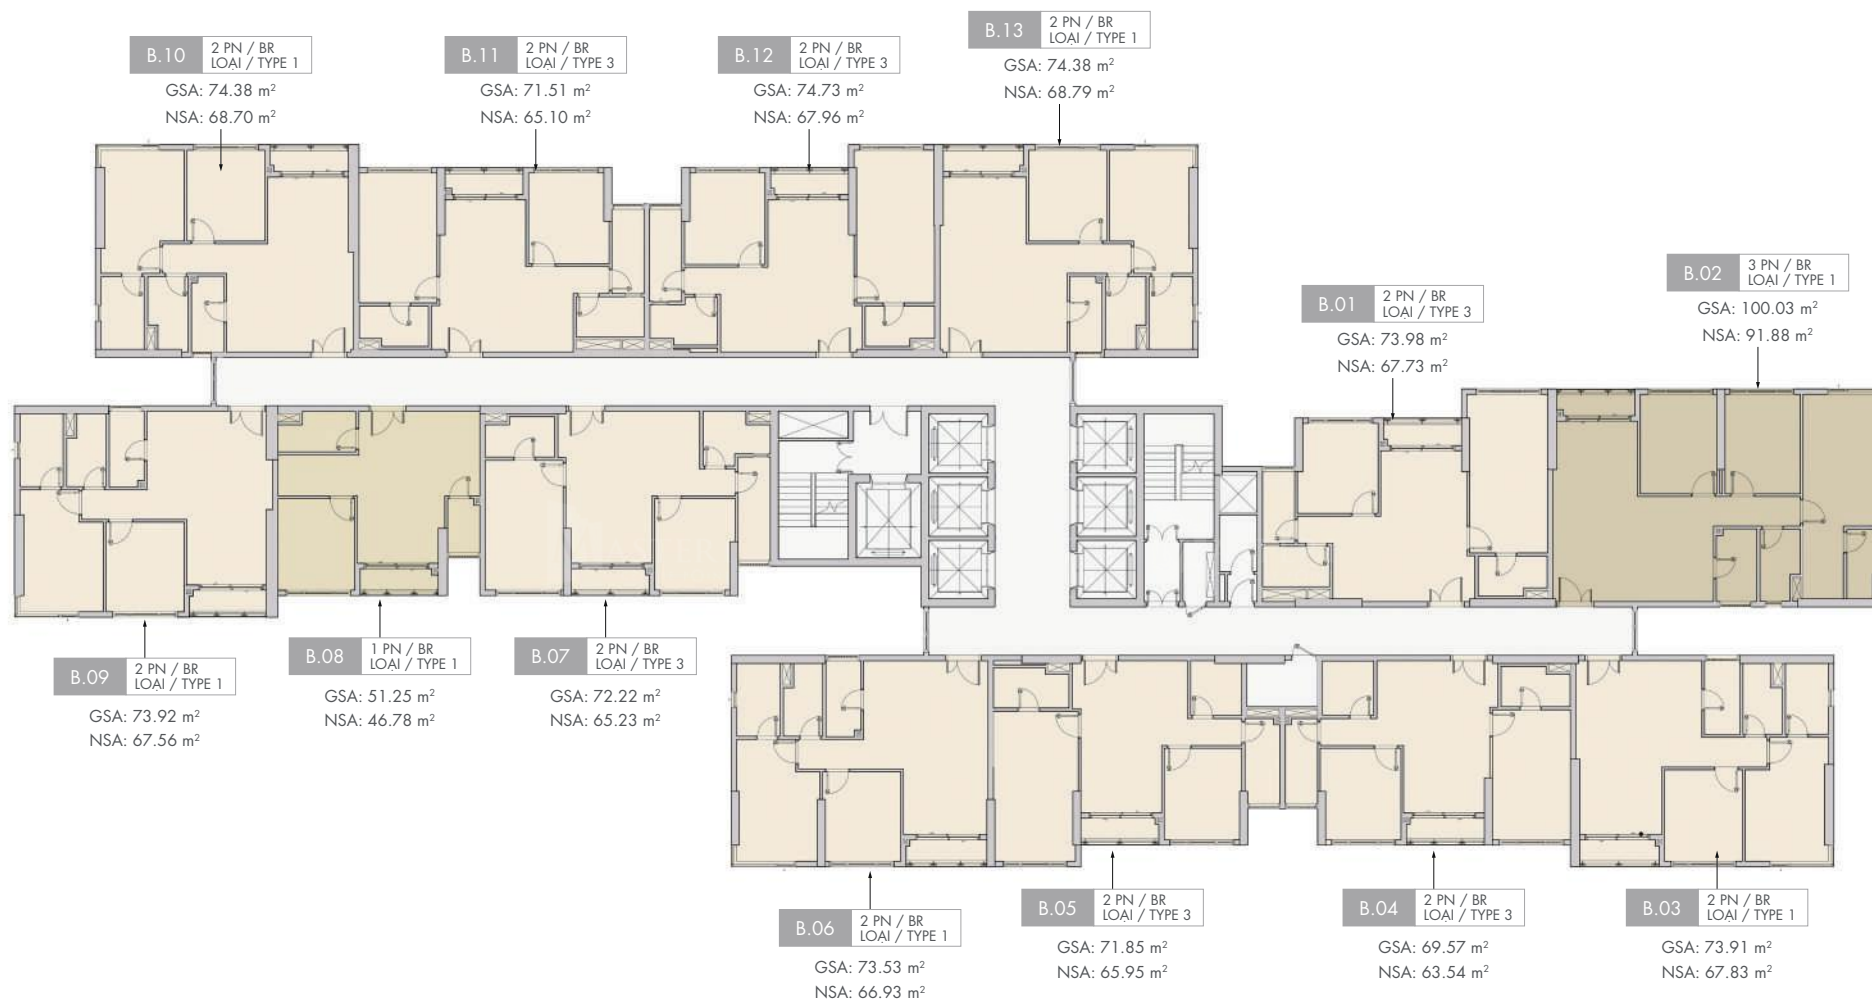 B.10
2 PN / BR
LOẠI / TYPE 1
GSA: 74.38 m²
NSA: 68.70 m²
B.11
2 PN / BR
LOẠI / TYPE 3
GSA: 71.51 m²
NSA: 65.10 m²
B.12
2 PN / BR
LOẠI / TYPE 3
GSA: 74.73 m²
NSA: 67.96 m²
B.13
2 PN / BR
LOẠI / TYPE 1
GSA: 74.38 m²
NSA: 68.79 m²
B.01
2 PN / BR
LOẠI / TYPE 3
GSA: 73.98 m²
NSA: 67.73 m²
B.02
3 PN / BR
LOẠI / TYPE 1
GSA: 100.03 m²
NSA: 91.88 m²
B.09
2 PN / BR
LOẠI / TYPE 1
GSA: 73.92 m²
NSA: 67.56 m²
B.08
1 PN / BR
LOẠI / TYPE 1
GSA: 51.25 m²
NSA: 46.78 m²
B.07
2 PN / BR
LOẠI / TYPE 3
GSA: 72.22 m²
NSA: 65.23 m²
B.06
2 PN / BR
LOẠI / TYPE 1
GSA: 73.53 m²
NSA: 66.93 m²
B.05
2 PN / BR
LOẠI / TYPE 3
GSA: 71.85 m²
NSA: 65.95 m²
B.04
2 PN / BR
LOẠI / TYPE 3
GSA: 69.57 m²
NSA: 63.54 m²
B.03
2 PN / BR
LOẠI / TYPE 1
GSA: 73.91 m²
NSA: 67.83 m²